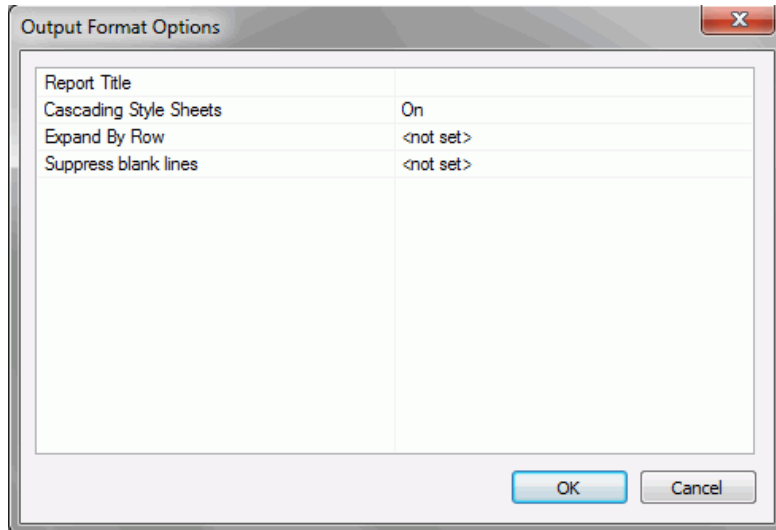 Output Format Options
Report Title
Cascading Style Sheets On
Expand By Row <not set>
Suppress blank lines <not set>
OK Cancel